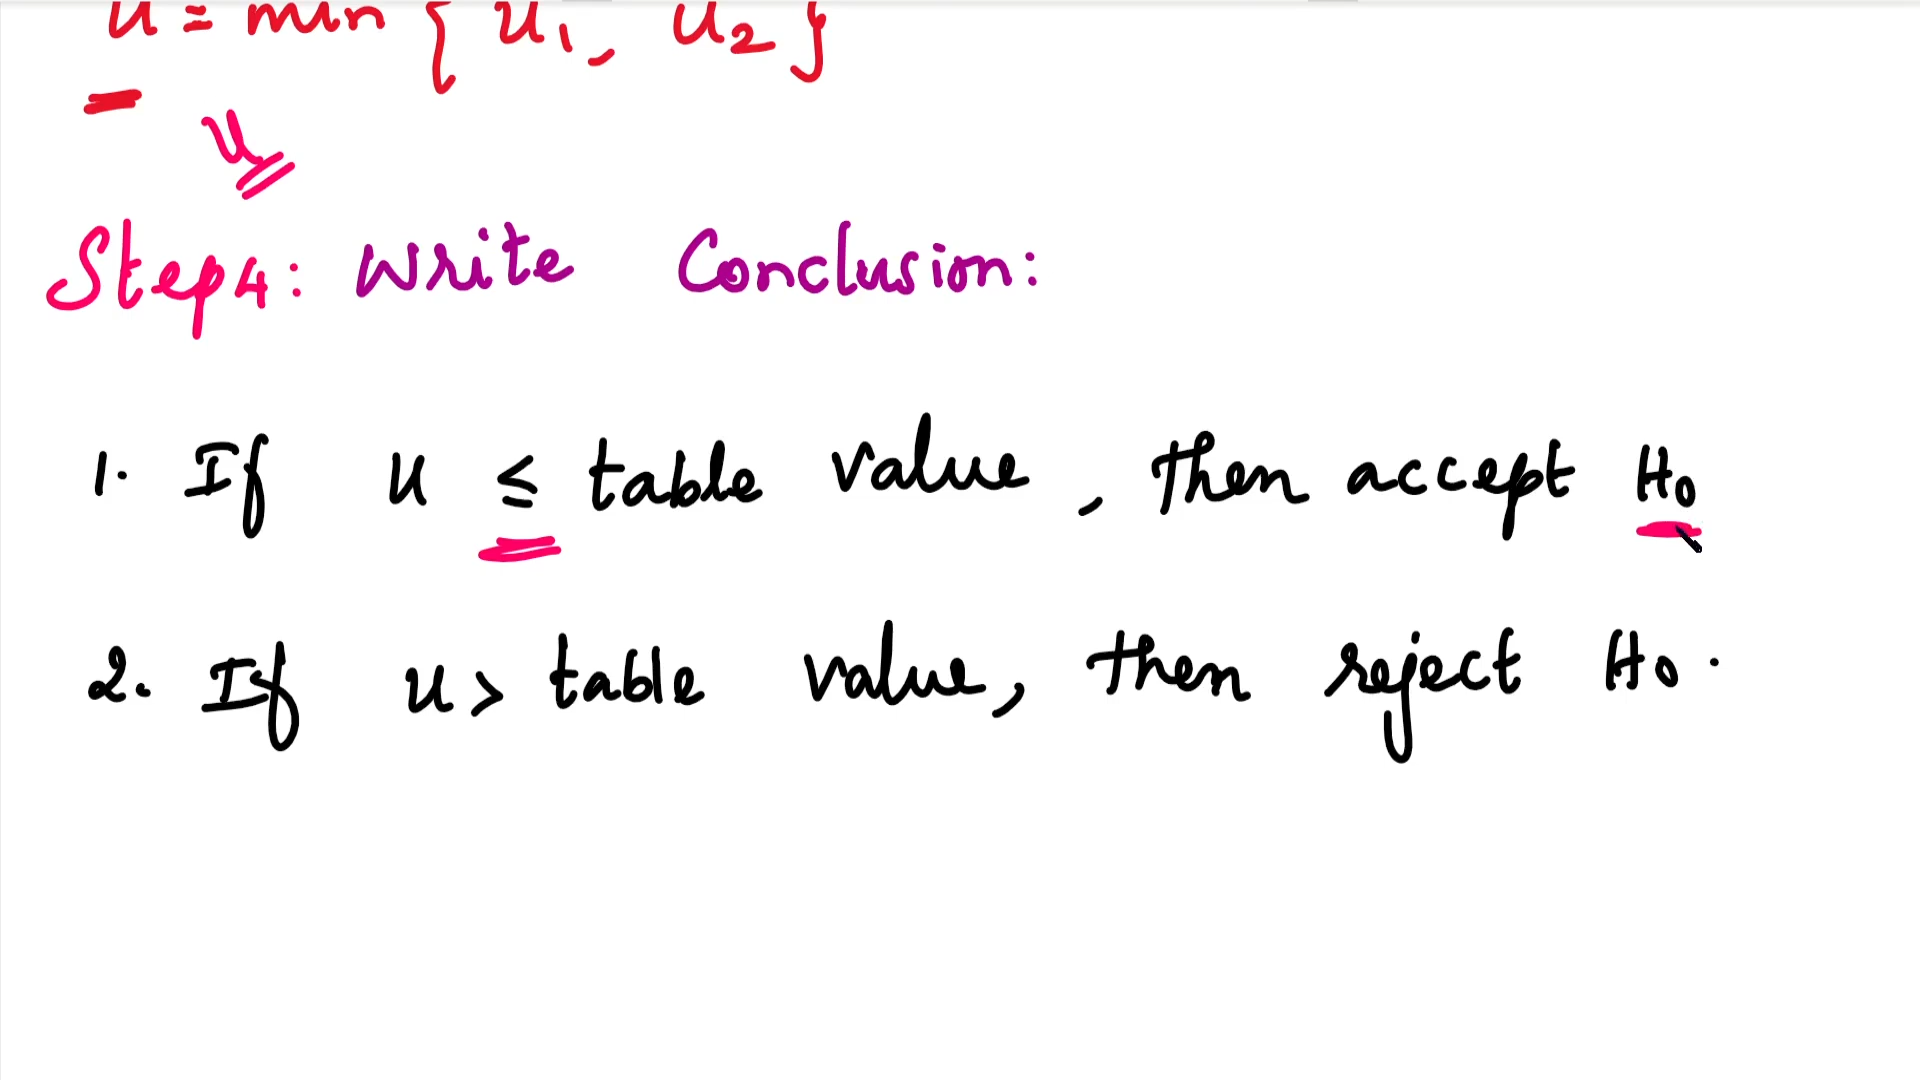 u = min { u1, u2 }
u
Step4: Write Conclusion:
1. If u ≤ table value, then accept H0
2. If u > table value, then reject H0.